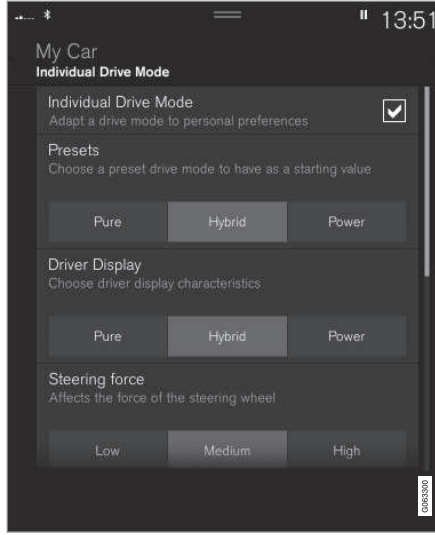 13:51
My Car
Individual Drive Mode
Individual Drive Mode
Adapt a drive mode to personal preferences
Presets
Choose a preset drive mode to have as a starting value
Pure Hybrid Power
Driver Display
Choose driver display characteristics
Pure Hybrid Power
Steering force
Affects the force of the steering wheel
Low Medium High
G063300